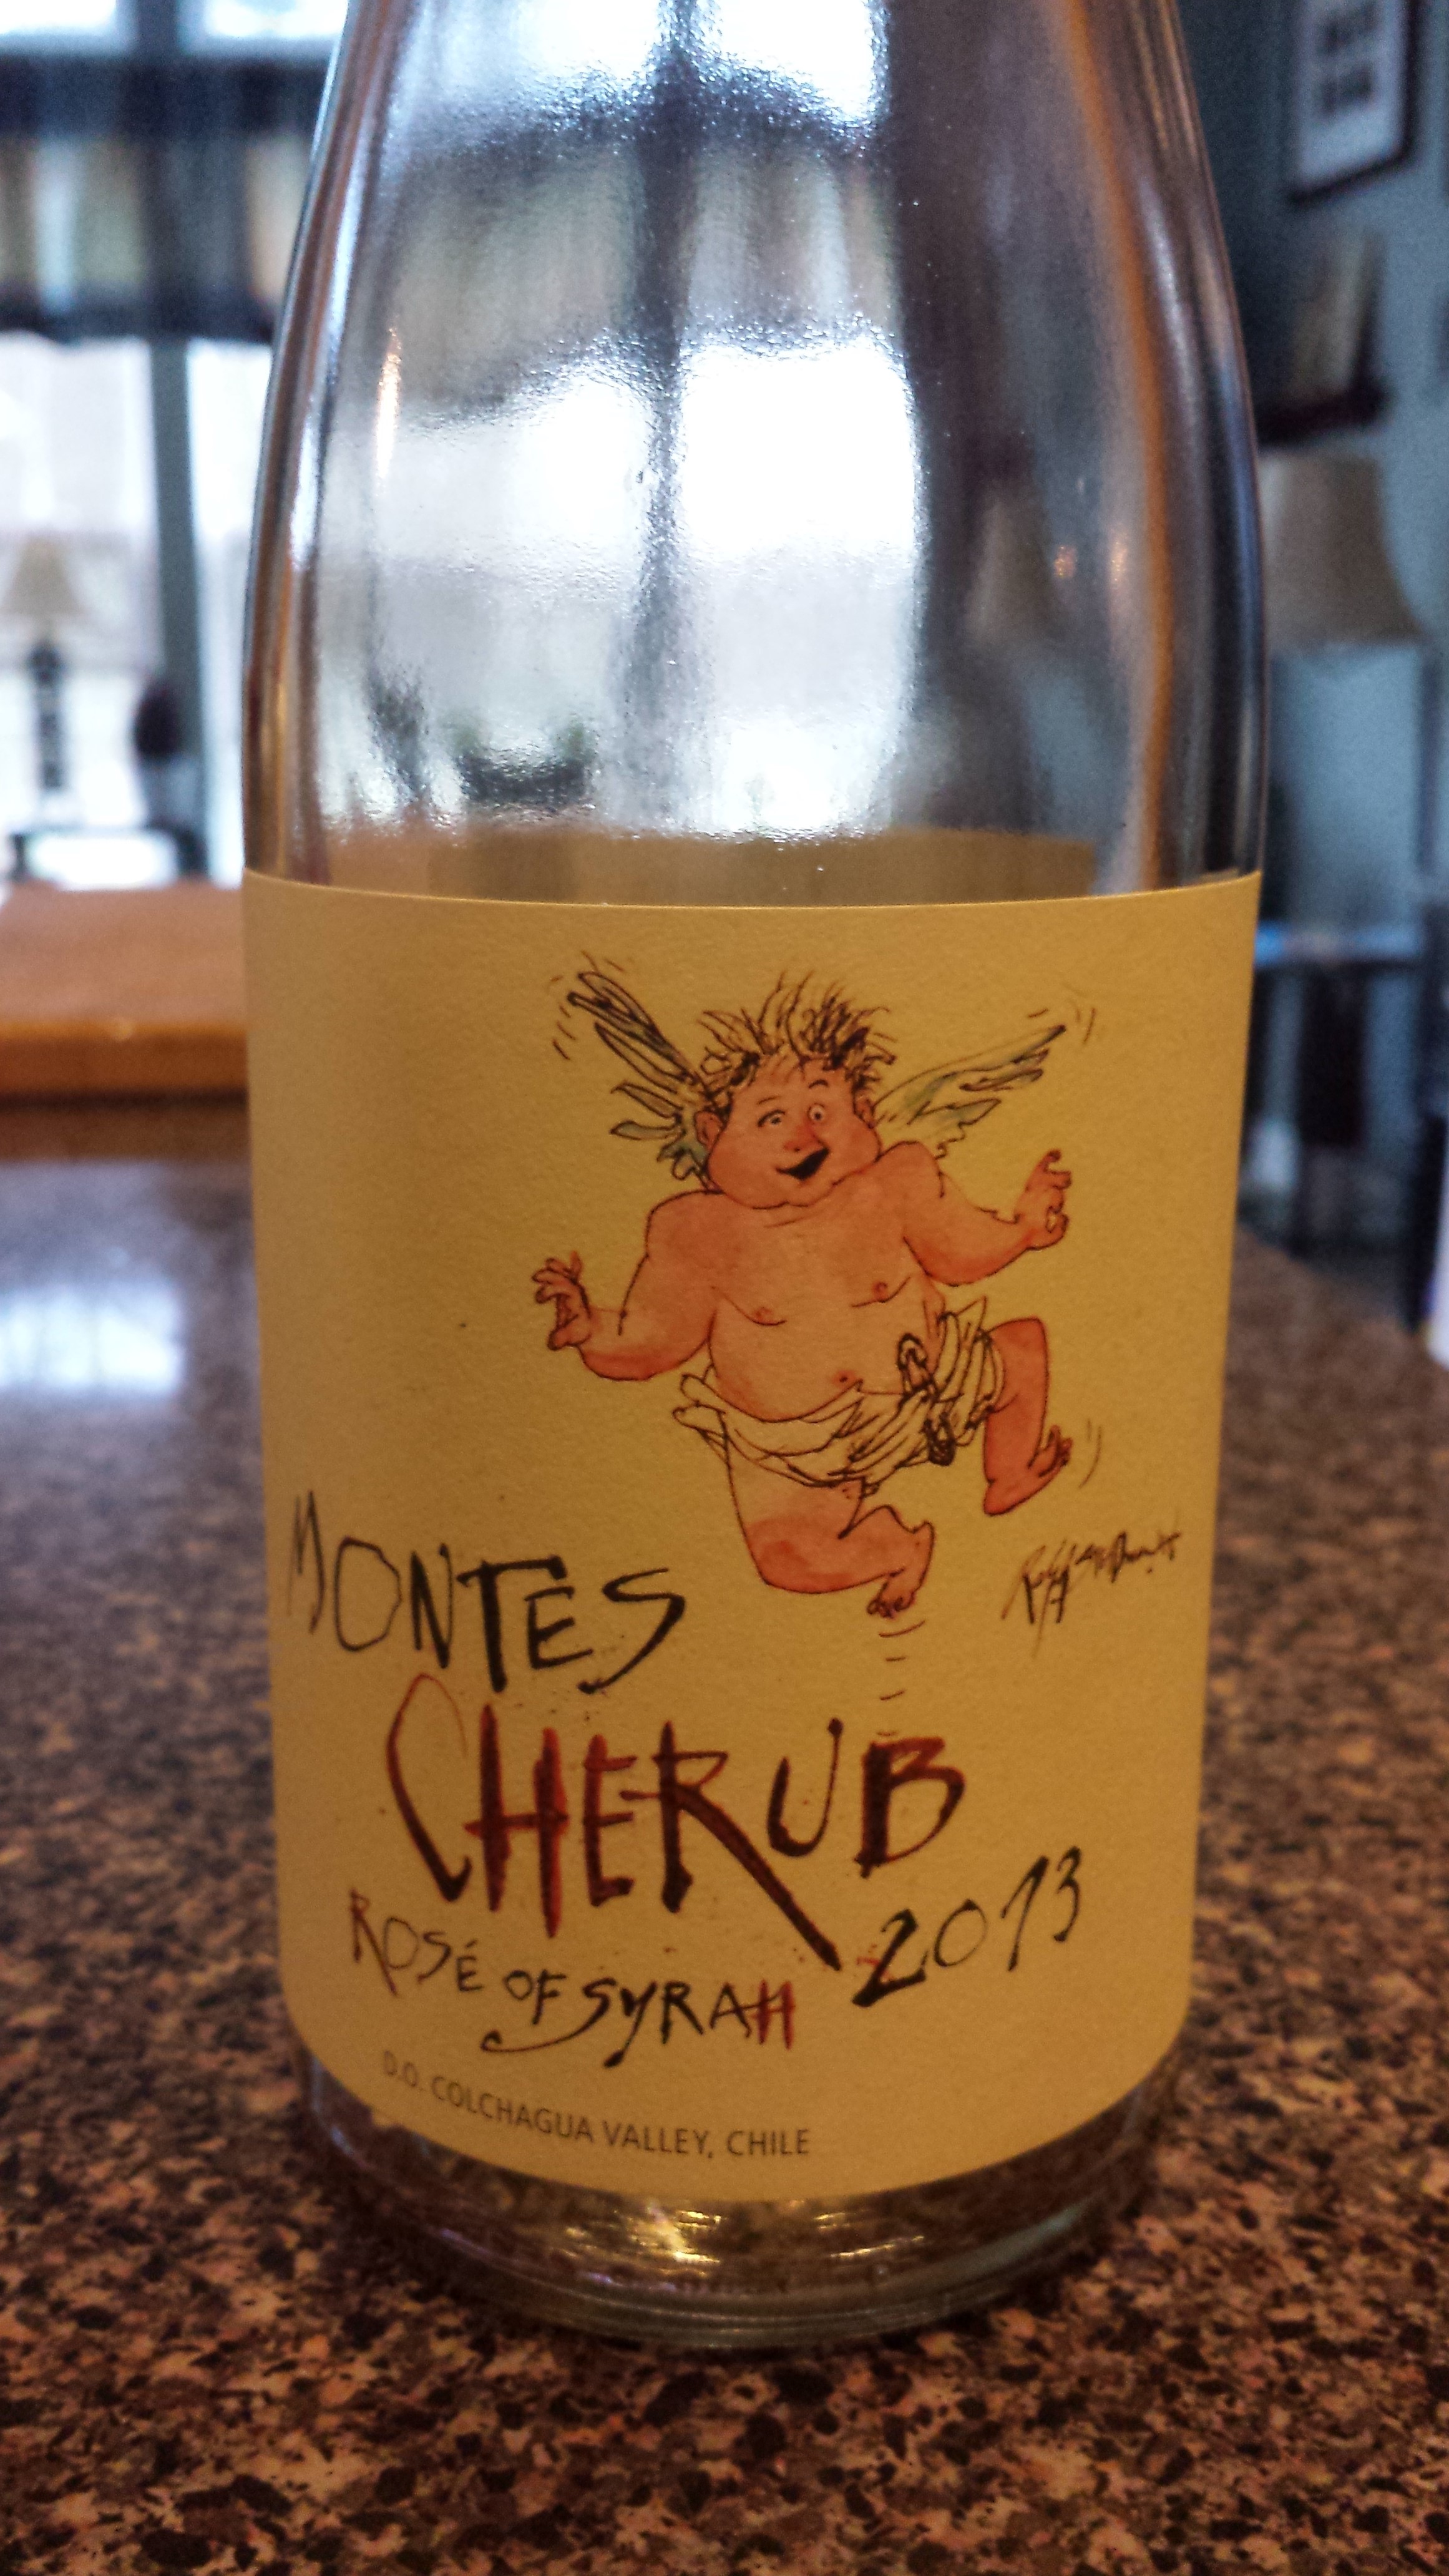 MONTES
CHERUB
2013
ROSÉ OF SYRAH
D.O. COLCHAGUA VALLEY, CHILE